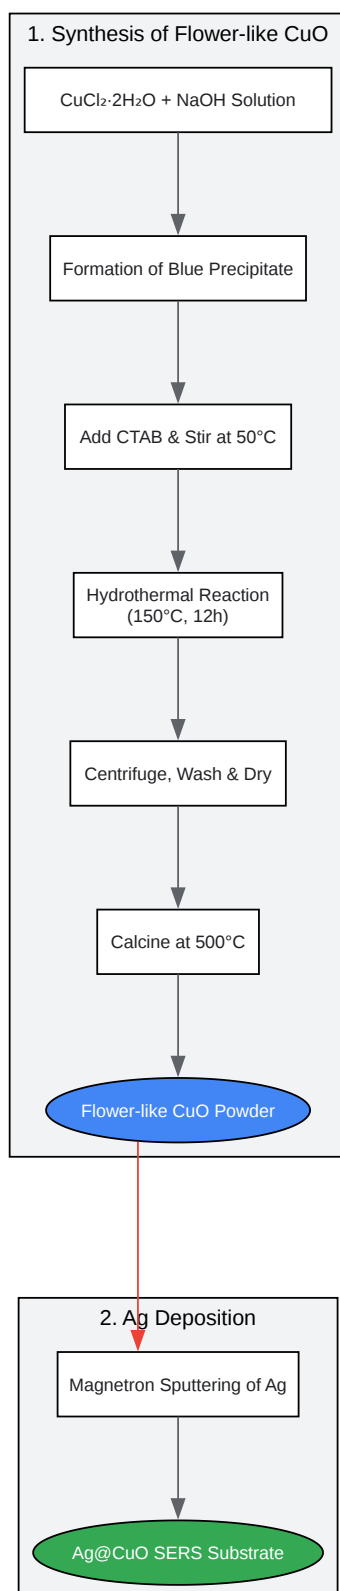 1. Synthesis of Flower-like CuO
CuCl₂·2H₂O + NaOH Solution
Formation of Blue Precipitate
Add CTAB & Stir at 50°C
Hydrothermal Reaction
(150°C, 12h)
Centrifuge, Wash & Dry
Calcine at 500°C
Flower-like CuO Powder
2. Ag Deposition
Magnetron Sputtering of Ag
Ag@CuO SERS Substrate